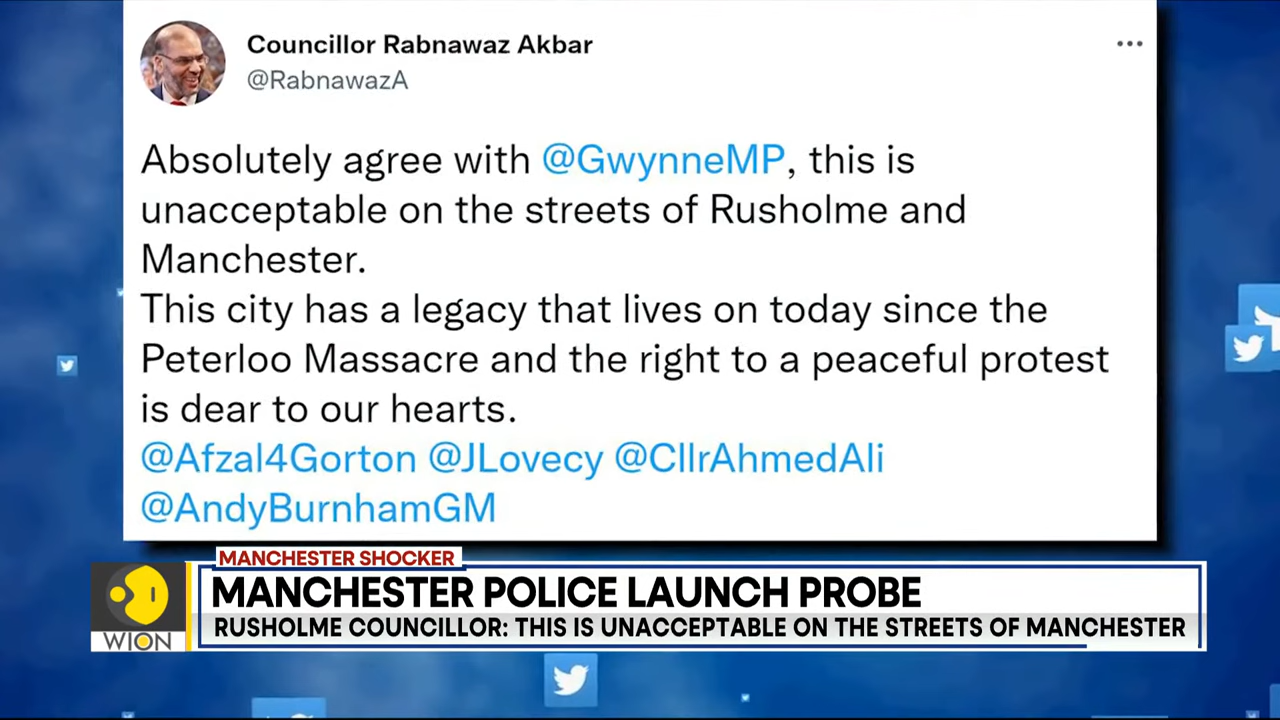 Councillor Rabnawaz Akbar
@RabnawazA
Absolutely agree with @GwynneMP, this is
unacceptable on the streets of Rusholme and
Manchester.
This city has a legacy that lives on today since the
Peterloo Massacre and the right to a peaceful protest
is dear to our hearts.
@Afzal4Gorton @JLovecy @CllrAhmedAli
@AndyBurnhamGM
MANCHESTER SHOCKER
MANCHESTER POLICE LAUNCH PROBE
RUSHOLME COUNCILLOR: THIS IS UNACCEPTABLE ON THE STREETS OF MANCHESTER
WION